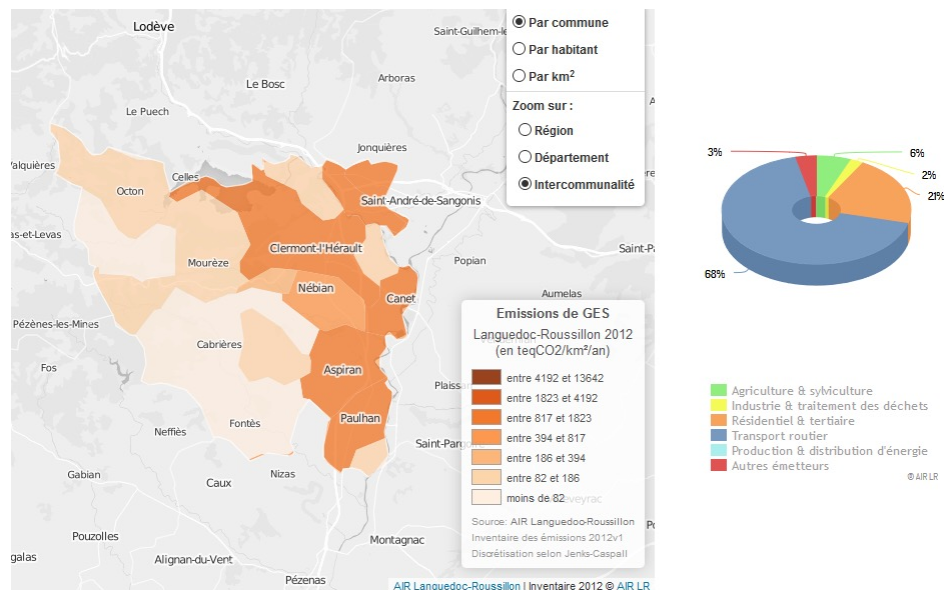 Lodève
Saint-Guilhem-le
Par commune
Par habitant
Par km²
Zoom sur :
Région
Département
Intercommunalité
Le Bosc
Arboras
Le Puech
Jonquières
Valquières
Celles
Octon
Saint-André-de-Sangonis
as-et-Levas
Clermont-l'Hérault
Saint-P
Mourèze
Popian
Nébian
Canet
Aumelas
Pézènes-les-Mines
Cabrières
Fos
Aspiran
Plaiss
Paulhan
Fontès
Neffiès
Saint-Parg
Gabian
Caux
Nizas
Pouzolles
Montagnac
galas
Alignan-du-Vent
Pézenas
Emissions de GES
Languedoc-Roussillon 2012
(en teqCO2/km²/an)
entre 4192 et 13642
entre 1823 et 4192
entre 817 et 1823
entre 394 et 817
entre 186 et 394
entre 82 et 186
moins de 82
Source: AIR Languedoc-Roussillon
Inventaire des émissions 2012v1
Discrétisation selon Jenks-Caspall
AIR Languedoc-Roussillon | Inventaire 2012 © AIR LR
3%
6%
2%
21%
68%
Agriculture & sylviculture
Industrie & traitement des déchets
Résidentiel & tertiaire
Transport routier
Production & distribution d'énergie
Autres émetteurs
© AIR LR